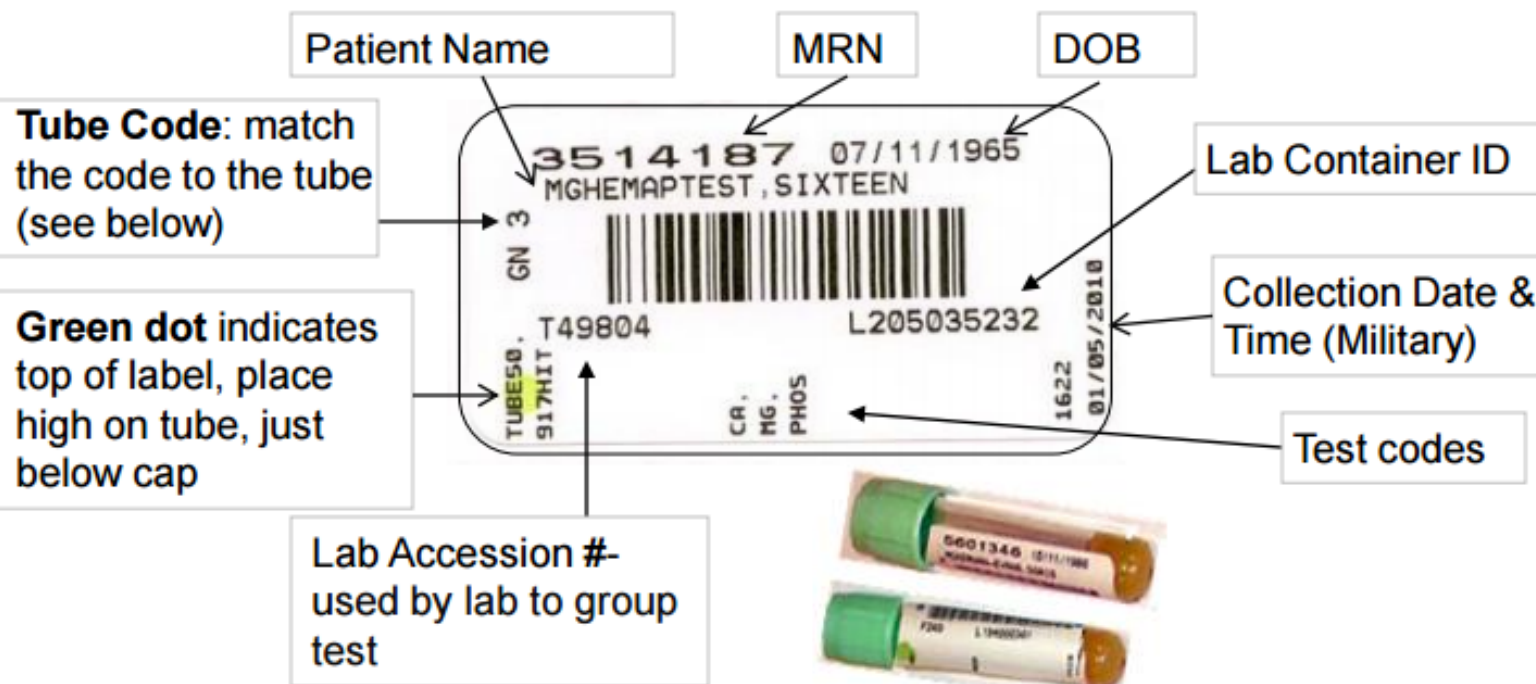 Patient Name
MRN
DOB
Tube Code: match
the code to the tube
(see below)
3514187 07/11/1965
MGHEMAPTEST,SIXTEEN
GN 3
Lab Container ID
T49804
L205035232
Collection Date &
Time (Military)
1622
01/05/2010
Green dot indicates
top of label, place
high on tube, just
below cap
TUBE50.
917HIT
CA,
MG,
PHOS
Test codes
Lab Accession #-
used by lab to group
test
5601346